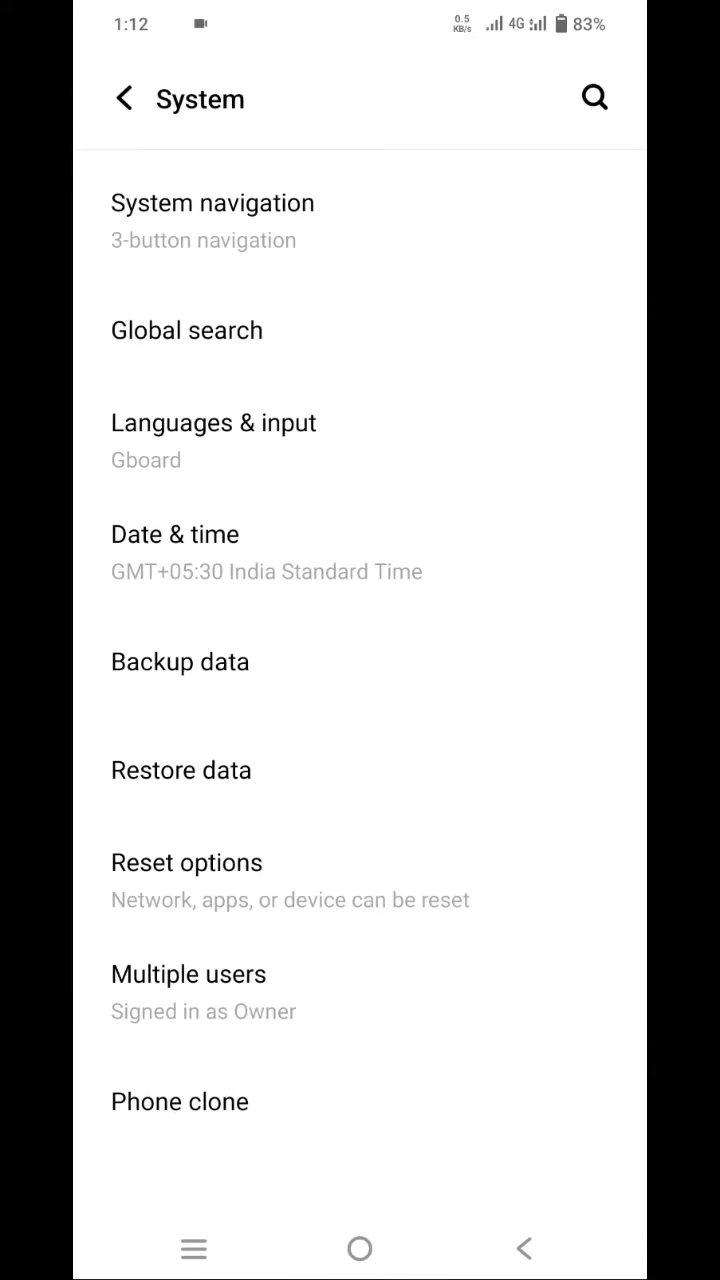 1:12 0.5 KB/s 4G 83%
System
System navigation
3-button navigation
Global search
Languages & input
Gboard
Date & time
GMT+05:30 India Standard Time
Backup data
Restore data
Reset options
Network, apps, or device can be reset
Multiple users
Signed in as Owner
Phone clone